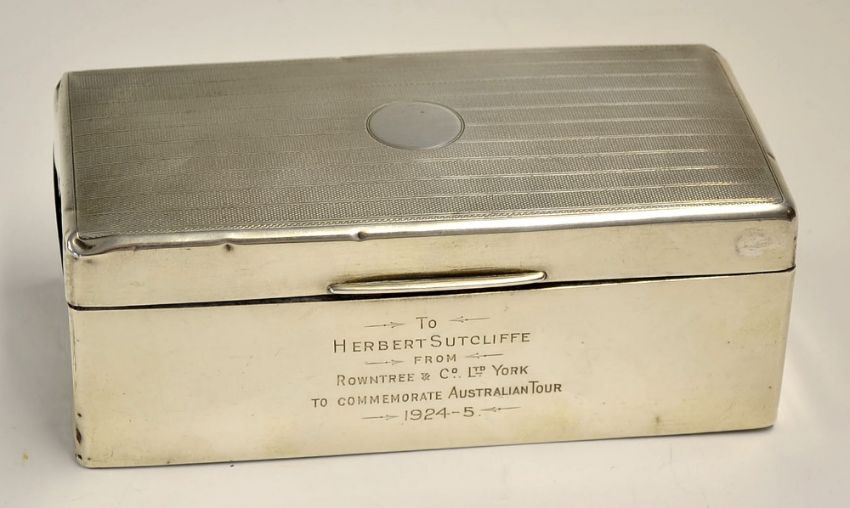 To
Herbert Sutcliffe
from
Rowntree & Co. Ltd York
to commemorate Australian Tour
1924-5.